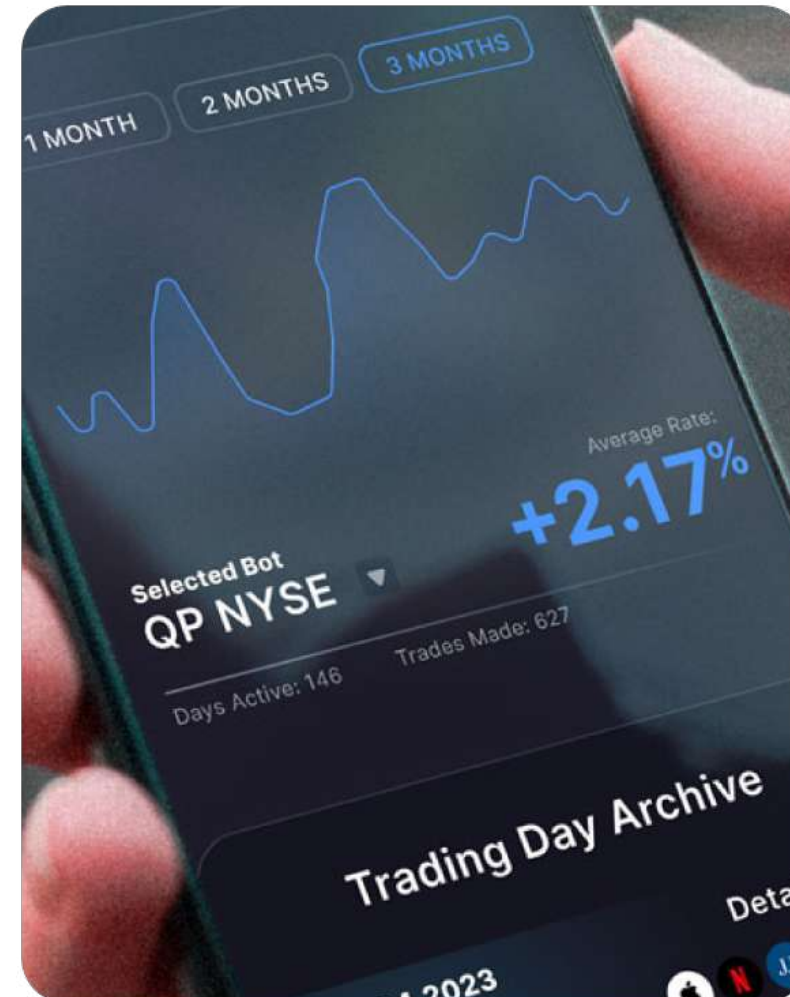 1 MONTH
2 MONTHS
3 MONTHS
Average Rate:
+2.17%
Selected Bot
QP NYSE
Days Active: 146
Trades Made: 627
Trading Day Archive
2023